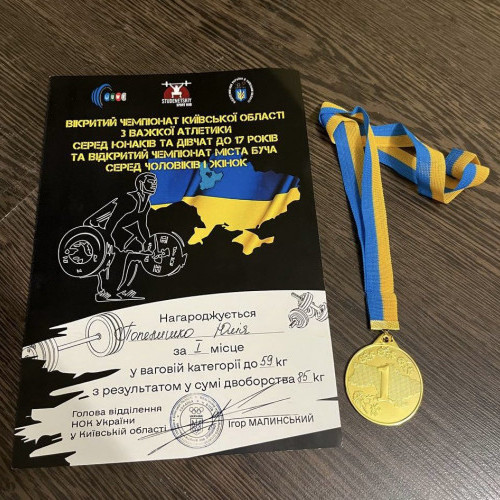 STUDENETSKIY
ВІКРИТИЙ ЧЕМПІОНАТ КИЇВСЬКОЇ ОБЛАСТІ
З ВАЖКОЇ АТЛЕТИКИ
СЕРЕД ЮНАКІВ ТА ДІВЧАТ ДО 17 РОКІВ
ТА ВІДКРИТИЙ ЧЕМПІОНАТ МІСТА БУЧА
СЕРЕД ЧОЛОВІКІВ І ЖІНОК
Нагороджується
Юлія
за I місце
у ваговій категорії до 59 кг
з результатом у сумі двоборства 85 кг
Голова відділення
НОК України
у Київській області
Ігор МАЛИНСЬКИЙ
1